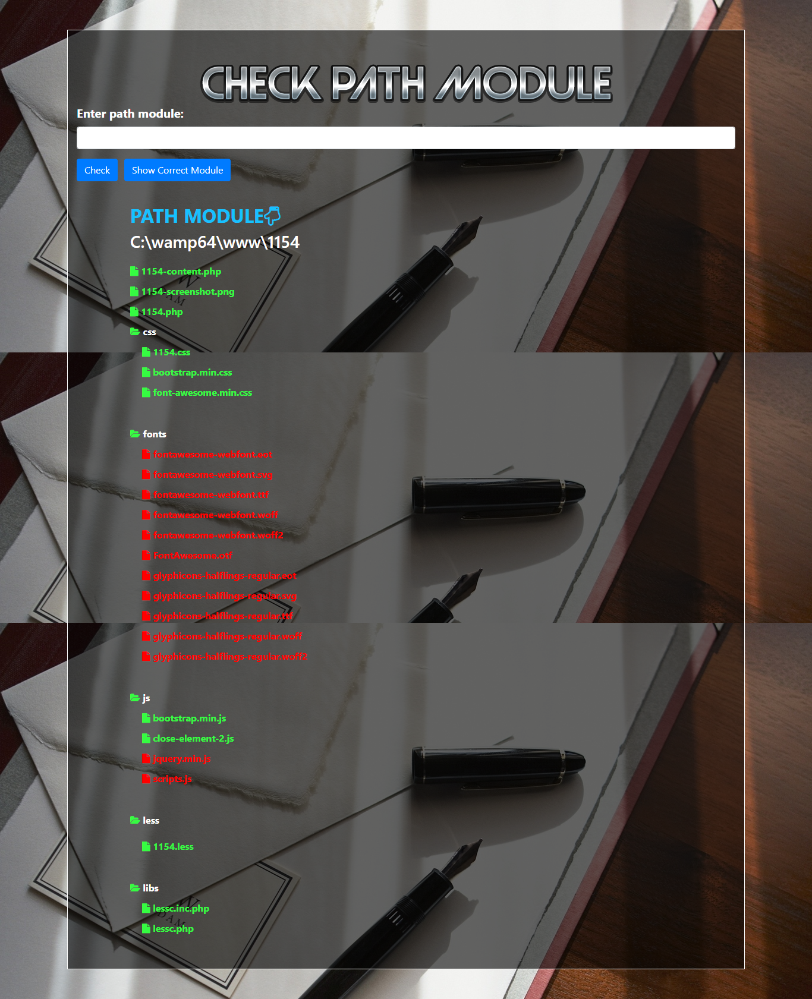 CHECK PATH MODULE
Enter path module:
Check Show Correct Module
PATH MODULE
C:\wamp64\www\1154
1154-content.php
1154-screenshot.png
1154.php
css
1154.css
bootstrap.min.css
font-awesome.min.css
fonts
fontawesome-webfont.eot
fontawesome-webfont.svg
fontawesome-webfont.ttf
fontawesome-webfont.woff
fontawesome-webfont.woff2
FontAwesome.otf
glyphicons-halflings-regular.eot
glyphicons-halflings-regular.svg
glyphicons-halflings-regular.ttf
glyphicons-halflings-regular.woff
glyphicons-halflings-regular.woff2
js
bootstrap.min.js
close-element-2.js
jquery.min.js
scripts.js
less
1154.less
libs
lessc.inc.php
lessc.php